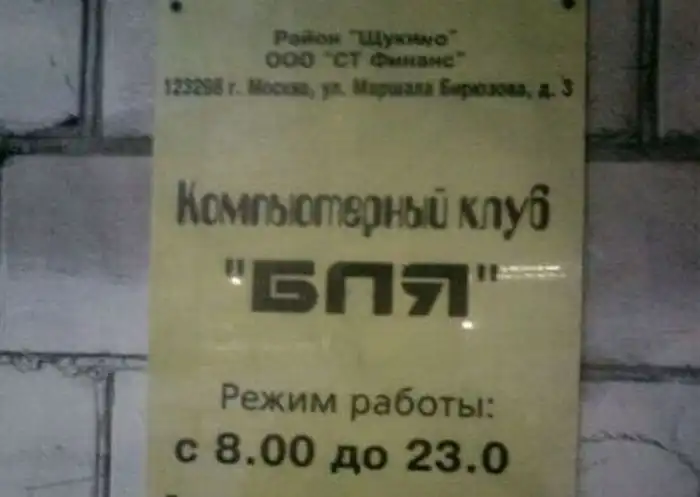 Район "Щукино"
ООО "СТ Финанс"
123298 г. Москва, ул. Маршала Бирюзова, д. 3
Компьютерный клуб
"БПЯ"
Режим работы:
с 8.00 до 23.0